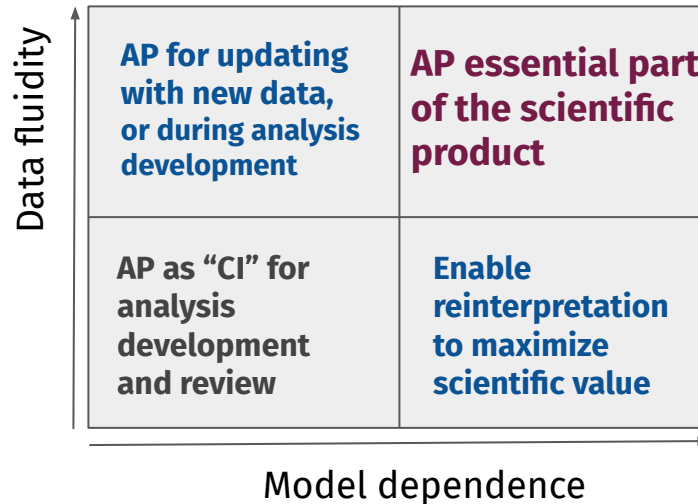 Data fluidity
AP for updating
with new data,
or during analysis
development
AP essential part
of the scientific
product
AP as “CI” for
analysis
development
and review
Enable
reinterpretation
to maximize
scientific value
Model dependence